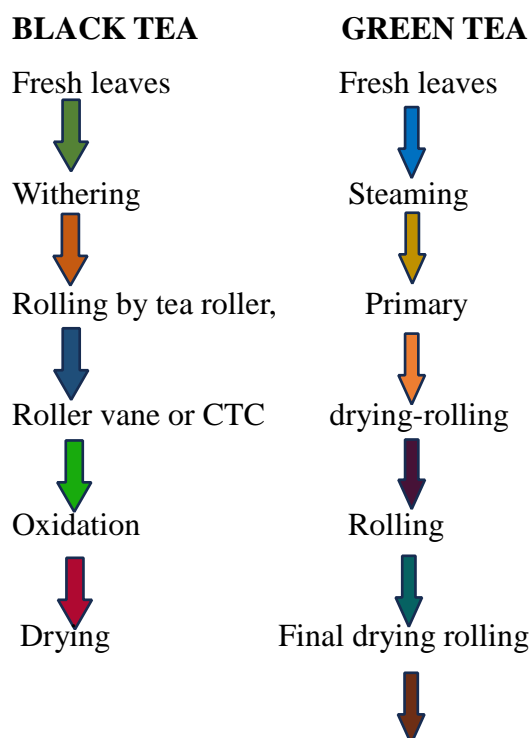 BLACK TEA
Fresh leaves
Withering
Rolling by tea roller,
Roller vane or CTC
Oxidation
Drying
GREEN TEA
Fresh leaves
Steaming
Primary
drying-rolling
Rolling
Final drying rolling